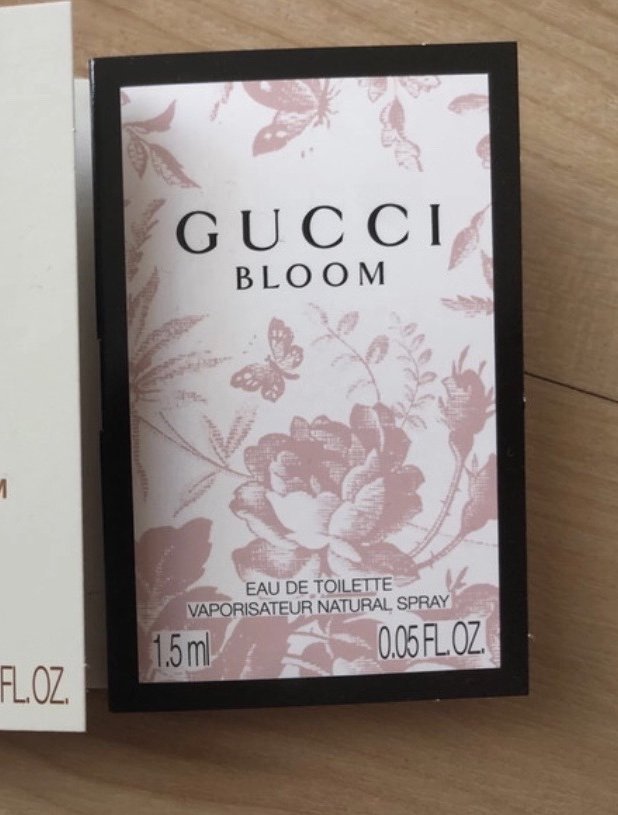 GUCCI
BLOOM
EAU DE TOILETTE
VAPORISATEUR NATURAL SPRAY
1.5 ml 0.05 FL. OZ.
FL. OZ.